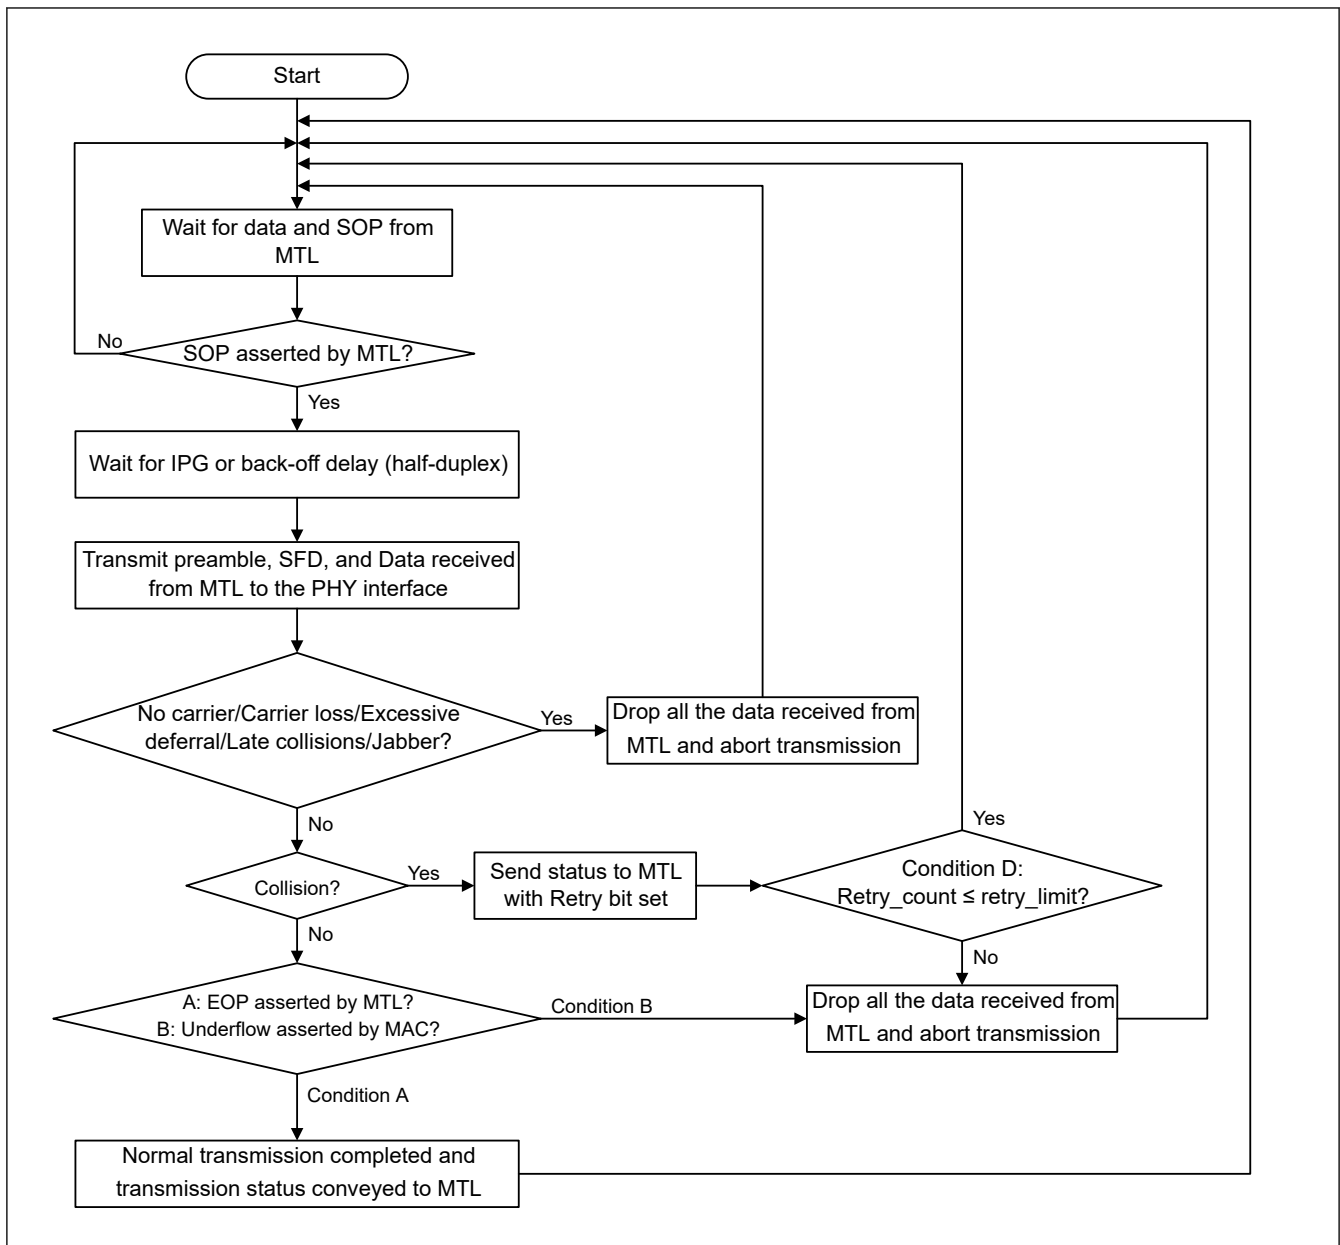 Start
Wait for data and SOP from
MTL
No
SOP asserted by MTL?
Yes
Wait for IPG or back-off delay (half-duplex)
Transmit preamble, SFD, and Data received
from MTL to the PHY interface
No carrier/Carrier loss/Excessive
deferral/Late collisions/Jabber?
Yes
Drop all the data received from
MTL and abort transmission
No
Collision?
Yes
Send status to MTL
with Retry bit set
Yes
Condition D:
Retry_count ≤ retry_limit?
No
No
A: EOP asserted by MTL?
B: Underflow asserted by MAC?
Condition B
Drop all the data received from
MTL and abort transmission
Condition A
Normal transmission completed and
transmission status conveyed to MTL